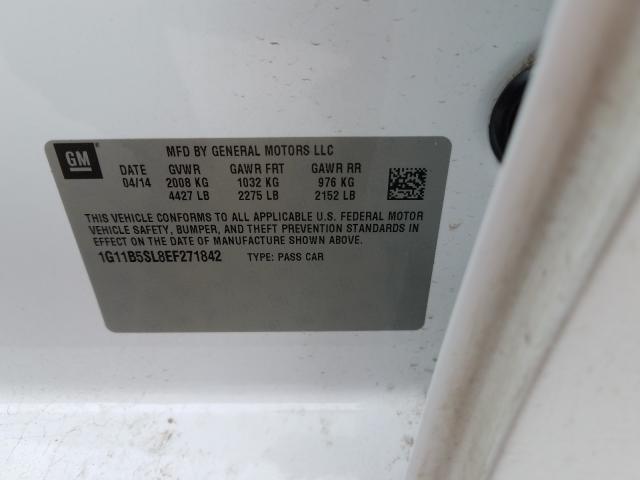 GM
MFD BY GENERAL MOTORS LLC
DATE GVWR GAWR FRT GAWR RR
04/14 2008 KG 1032 KG 976 KG
4427 LB 2275 LB 2152 LB
THIS VEHICLE CONFORMS TO ALL APPLICABLE U.S. FEDERAL MOTOR
VEHICLE SAFETY, BUMPER, AND THEFT PREVENTION STANDARDS IN
EFFECT ON THE DATE OF MANUFACTURE SHOWN ABOVE.
1G11B5SL8EF271842 TYPE: PASS CAR